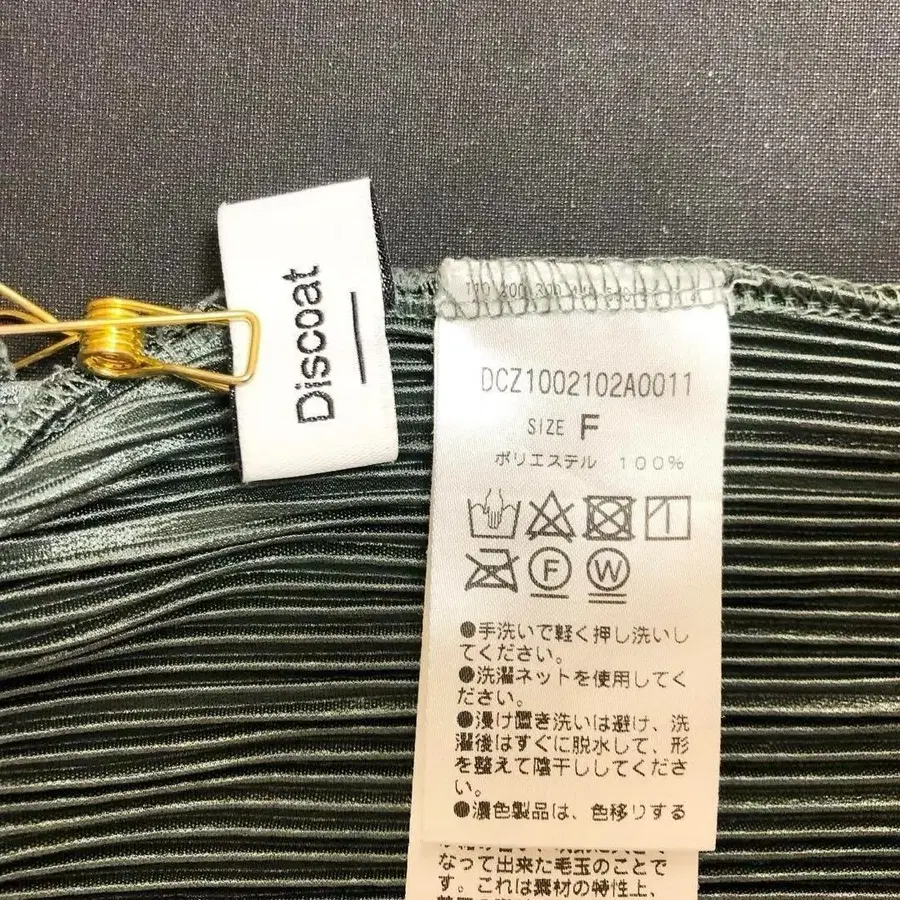 Discoat
DCZ1002102A0011
SIZE F
ポリエステル 100%
F
W
●手洗いで軽く押し洗いし
てください。
●洗濯ネットを使用してく
ださい。
●浸け置き洗いは避け、洗
濯後はすぐに脱水して、形
を整えて陰干ししてくださ
い。
●濃色製品は、色移りする
なって出来た毛玉のことで
す。これは素材の特性上、